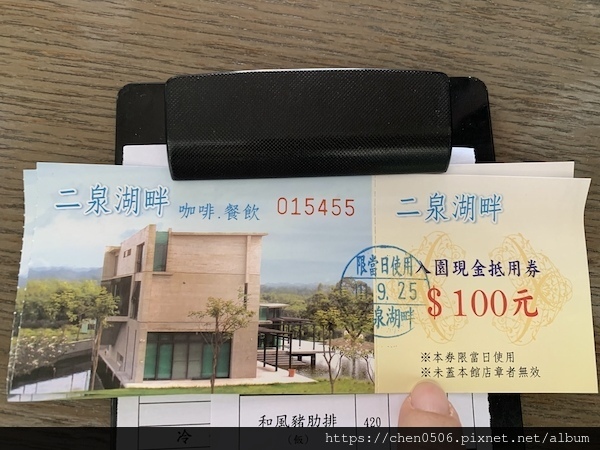 二泉湖畔
咖啡.餐飲
015455
二泉湖畔
入園現金抵用券
限當日使用
9.25
泉湖畔
$100元
※本券限當日使用
※未蓋本館店章者無效
和風豬肋排
420
冷
(飯)
https://chen0506.pixnet.net/album